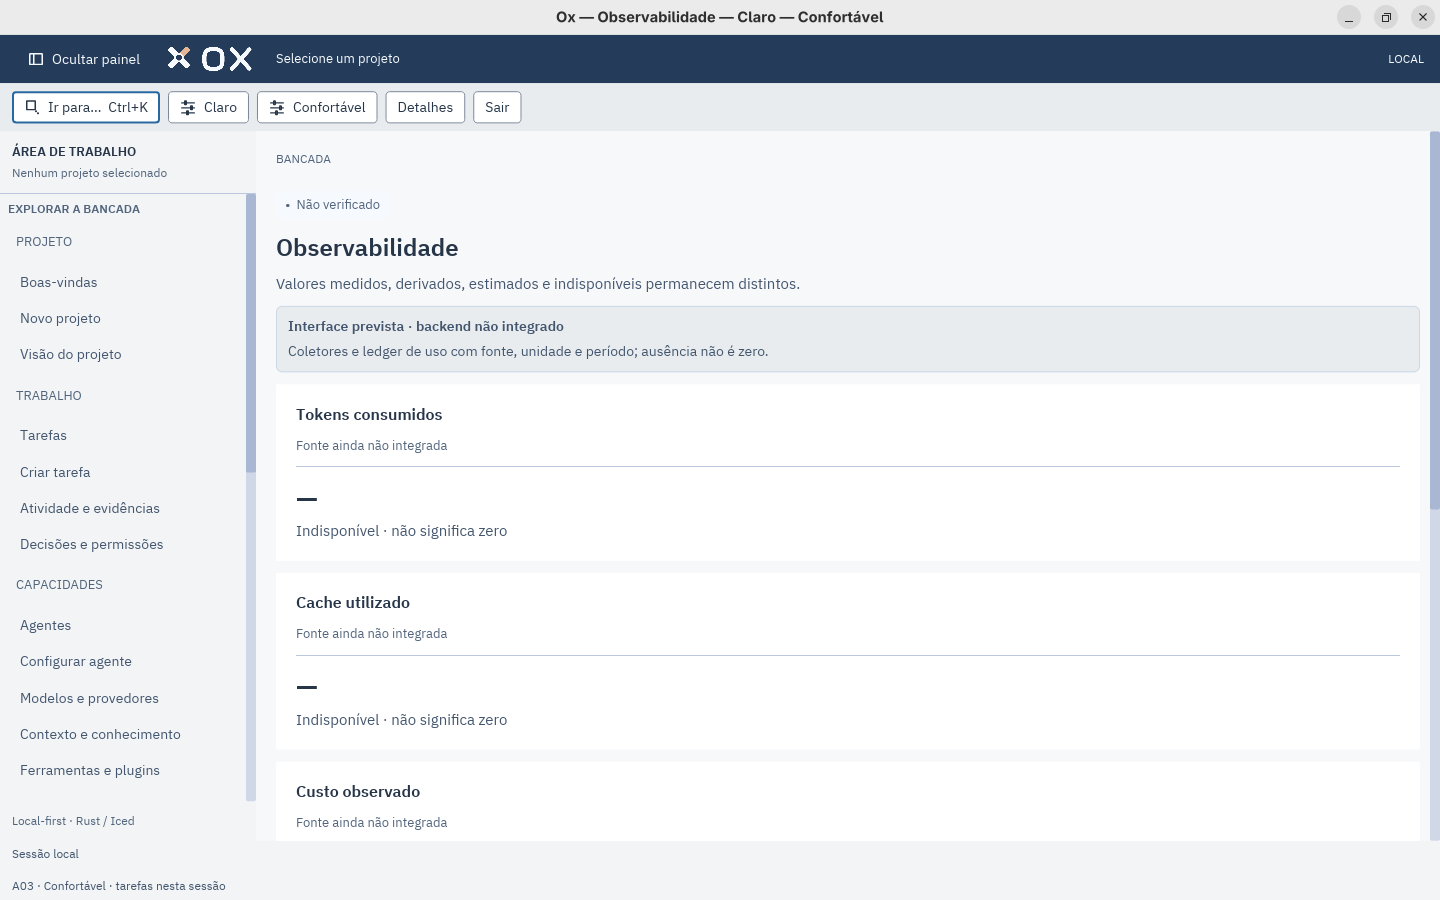 Ox — Observabilidade — Claro — Confortável
Ocultar painel
OX
Selecione um projeto
LOCAL
Ir para... Ctrl+K
Claro
Confortável
Detalhes
Sair
ÁREA DE TRABALHO
Nenhum projeto selecionado
EXPLORAR A BANCADA
PROJETO
Boas-vindas
Novo projeto
Visão do projeto
TRABALHO
Tarefas
Criar tarefa
Atividade e evidências
Decisões e permissões
CAPACIDADES
Agentes
Configurar agente
Modelos e provedores
Contexto e conhecimento
Ferramentas e plugins
Local-first · Rust / Iced
Sessão local
A03 · Confortável · tarefas nesta sessão
BANCADA
• Não verificado
Observabilidade
Valores medidos, derivados, estimados e indisponíveis permanecem distintos.
Interface prevista · backend não integrado
Coletores e ledger de uso com fonte, unidade e período; ausência não é zero.
Tokens consumidos
Fonte ainda não integrada
—
Indisponível · não significa zero
Cache utilizado
Fonte ainda não integrada
—
Indisponível · não significa zero
Custo observado
Fonte ainda não integrada